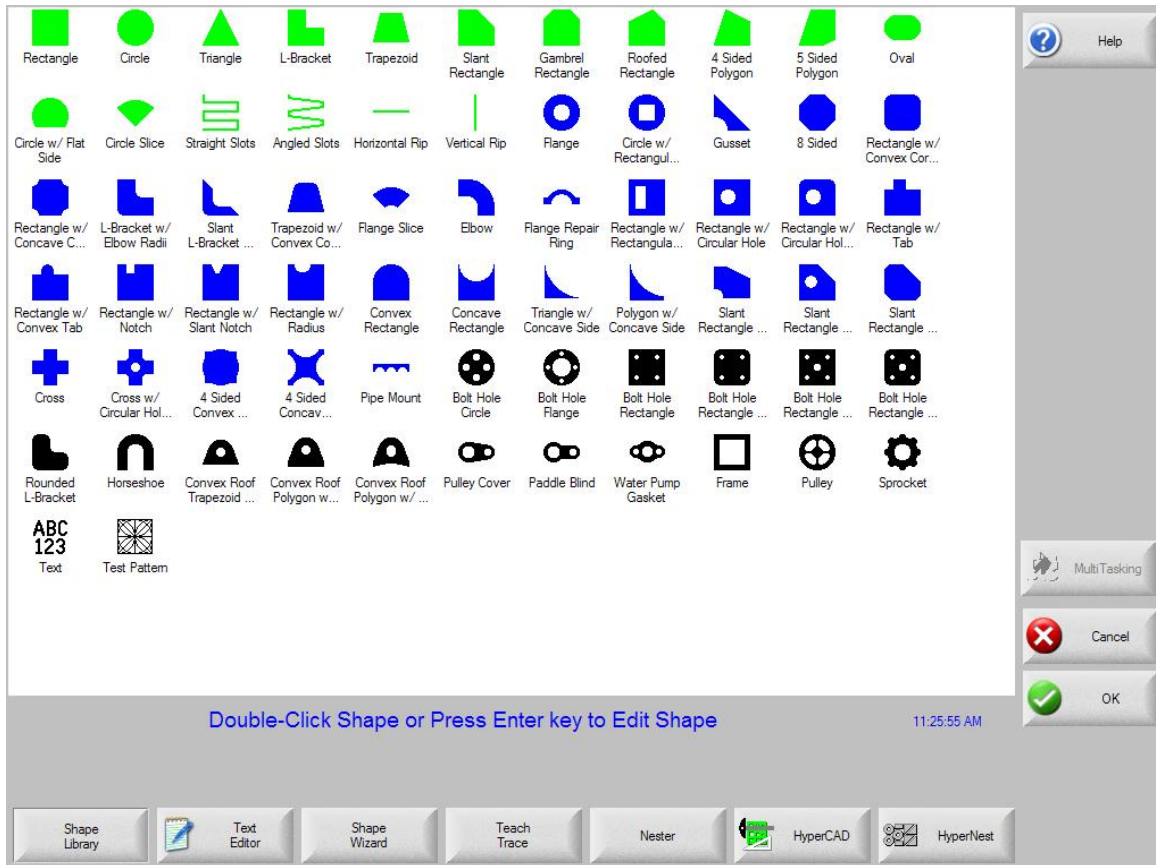 Rectangle
Circle
Triangle
L-Bracket
Trapezoid
Slant
Rectangle
Gambrel
Rectangle
Roofed
Rectangle
4 Sided
Polygon
5 Sided
Polygon
Oval
Help
Circle w/ Flat
Side
Circle Slice
Straight Slots
Angled Slots
Horizontal Rip
Vertical Rip
Flange
Circle w/
Rectangul...
Gusset
8 Sided
Rectangle w/
Convex Cor...
Rectangle w/
Concave C...
L-Bracket w/
Elbow Radii
Slant
L-Bracket ...
Trapezoid w/
Convex Co...
Flange Slice
Elbow
Flange Repair
Ring
Rectangle w/
Rectangula...
Rectangle w/
Circular Hole
Rectangle w/
Circular Hol...
Rectangle w/
Tab
Rectangle w/
Convex Tab
Rectangle w/
Notch
Rectangle w/
Slant Notch
Rectangle w/
Radius
Convex
Rectangle
Concave
Rectangle
Triangle w/
Concave Side
Polygon w/
Concave Side
Slant
Rectangle ...
Slant
Rectangle ...
Slant
Rectangle ...
Cross
Cross w/
Circular Hol...
4 Sided
Convex ...
4 Sided
Concav...
Pipe Mount
Bolt Hole
Circle
Bolt Hole
Flange
Bolt Hole
Rectangle
Bolt Hole
Rectangle ...
Bolt Hole
Rectangle ...
Bolt Hole
Rectangle ...
Rounded
L-Bracket
Horseshoe
Convex Roof
Trapezoid ...
Convex Roof
Polygon w...
Convex Roof
Polygon w/ ...
Pulley Cover
Paddle Blind
Water Pump
Gasket
Frame
Pulley
Sprocket
ABC
123
Text
Test Pattern
MultiTasking
Cancel
OK
Double-Click Shape or Press Enter key to Edit Shape
11:25:55 AM
Shape
Library
Text
Editor
Shape
Wizard
Teach
Trace
Nester
HyperCAD
HyperNest